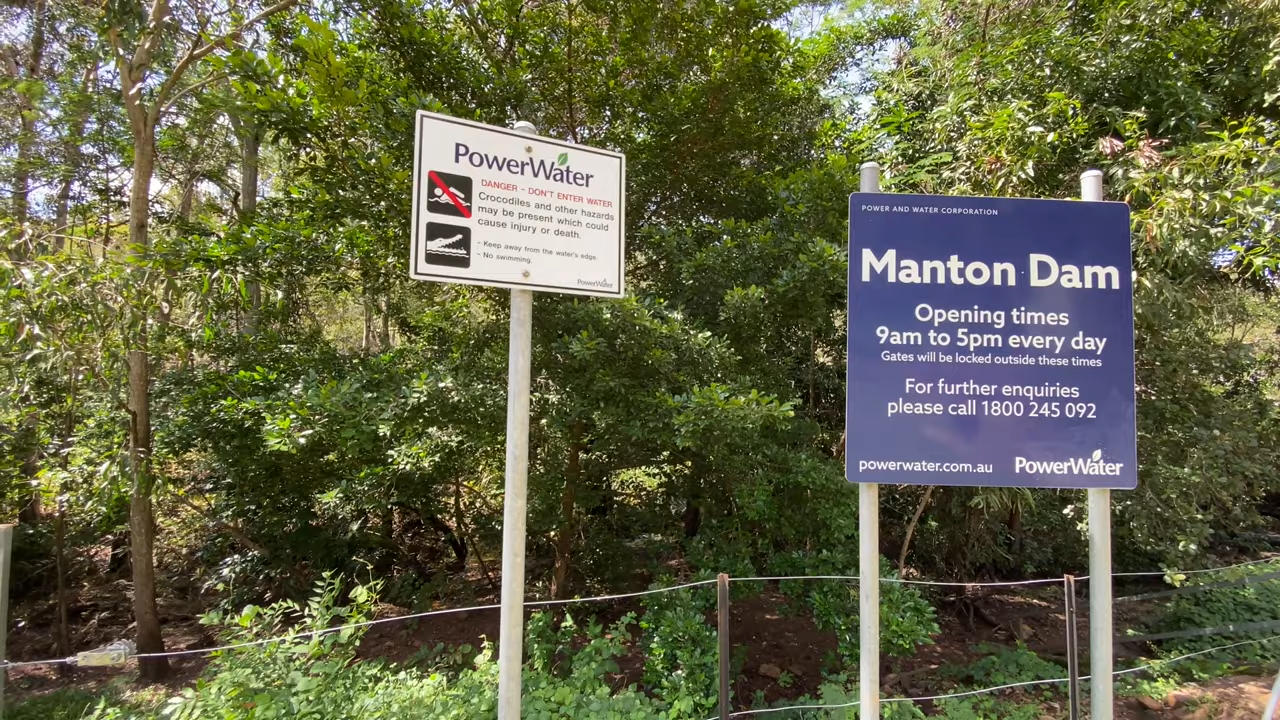 PowerWater
DANGER - DON'T ENTER WATER
Crocodiles and other hazards
may be present which could
cause injury or death.
- Keep away from the water's edge.
- No swimming.
PowerWater
POWER AND WATER CORPORATION
Manton Dam
Opening times
9am to 5pm every day
Gates will be locked outside these times
For further enquiries
please call 1800 245 092
powerwater.com.au PowerWater